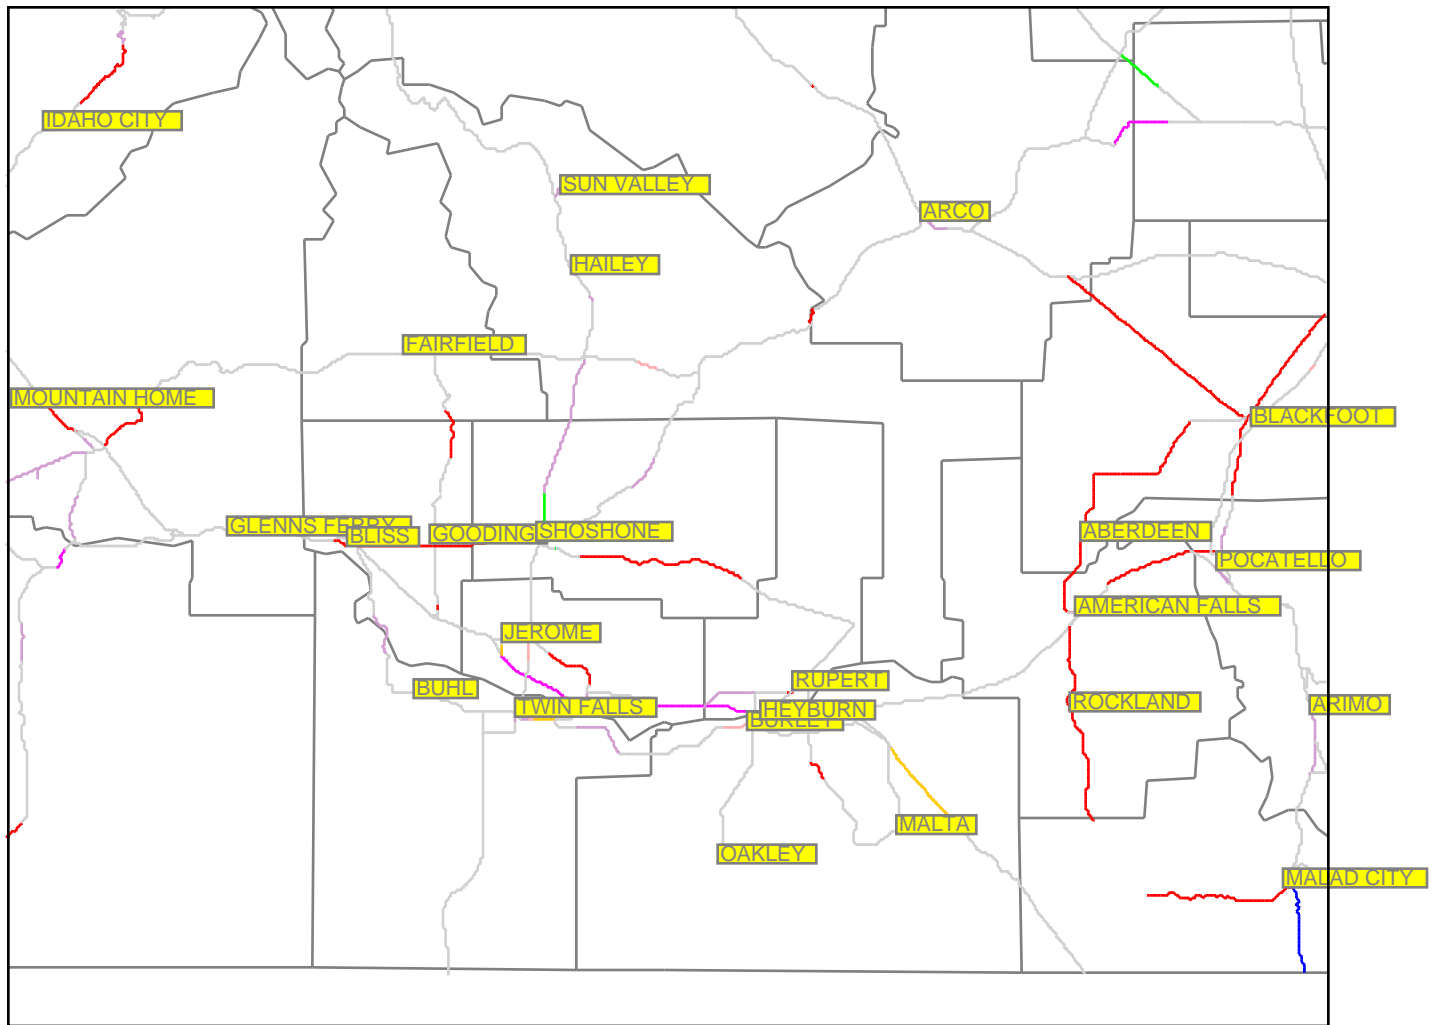 IDAHO CITY
SUN VALLEY
ARCO
HAILEY
FAIRFIELD
MOUNTAIN HOME
BLACKFOOT
GLENNS FERRY
BLISS
GOODING
SHOSHONE
ABERDEEN
POCATELLO
AMERICAN FALLS
JEROME
RUPERT
BUHL
TWIN FALLS
HEYBURN
BURLEY
ROCKLAND
ARIMO
MALTA
OAKLEY
MALAD CITY